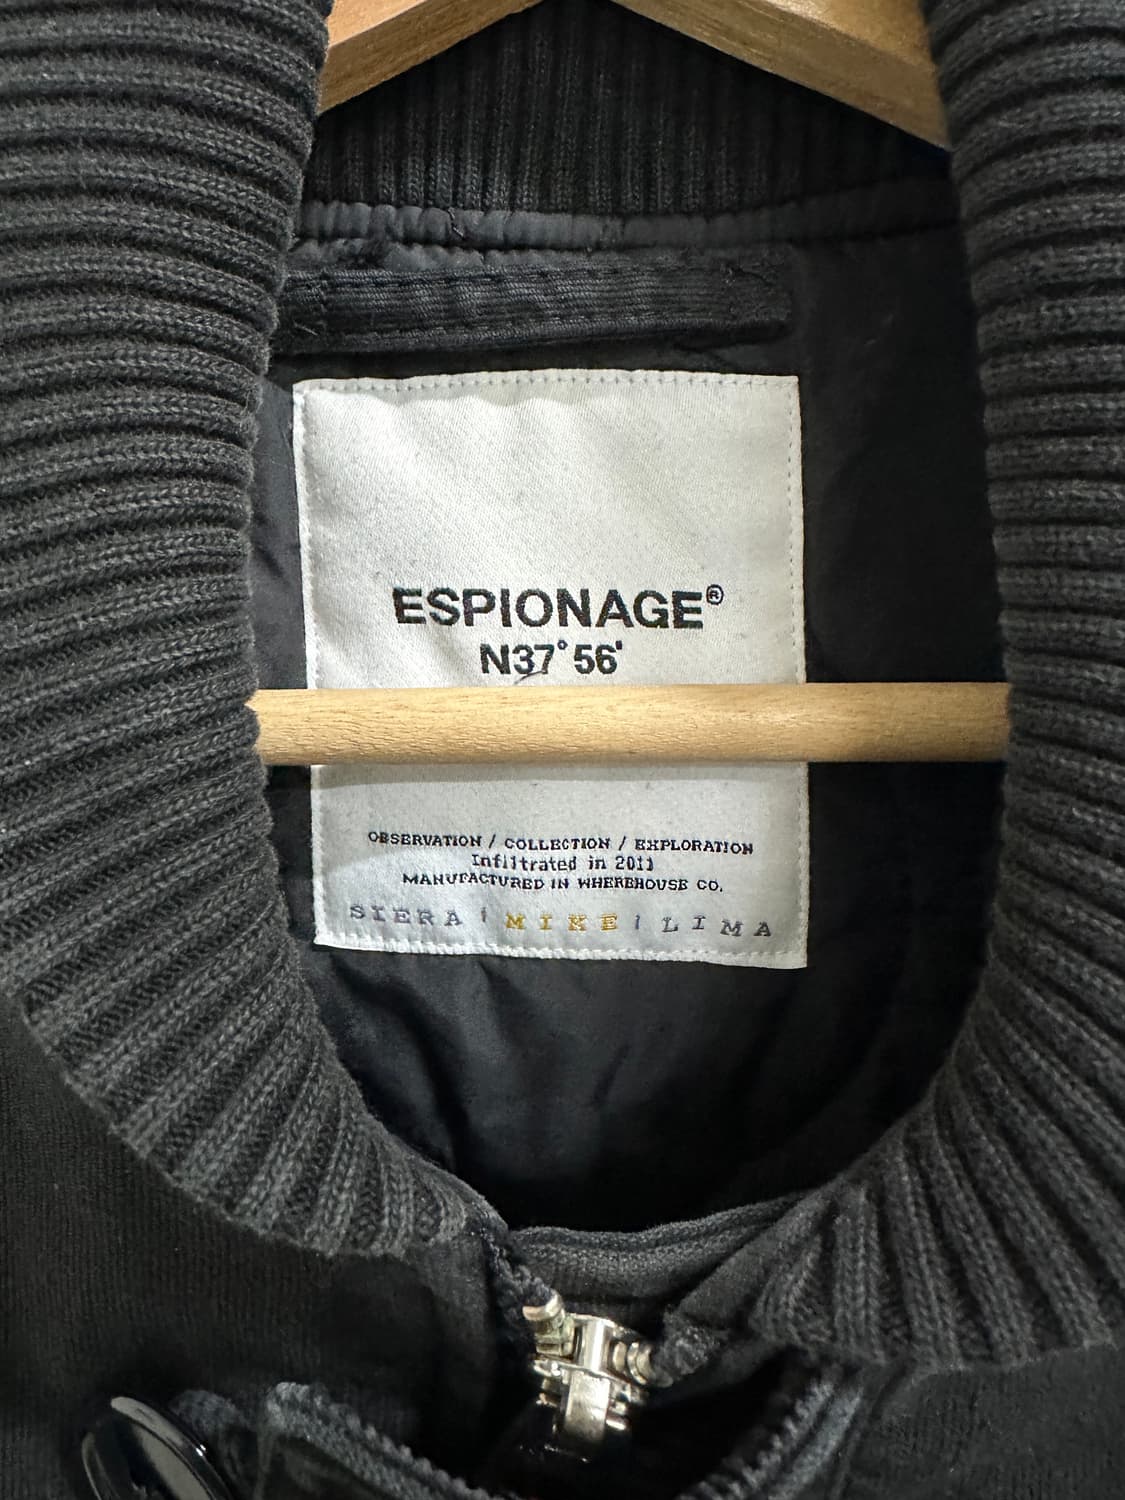 ESPIONAGE®
N37° 56'
OBSERVATION / COLLECTION / EXPLORATION
Infiltrated in 2011
MANUFACTURED IN WHEREHOUSE CO.
SIERA | MIKE | LIMA